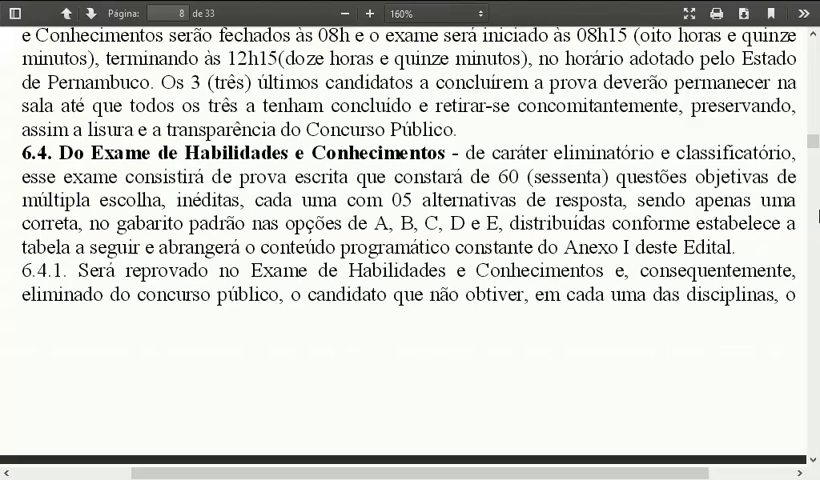 Página: 8 de 33 160%
e Conhecimentos serão fechados às 08h e o exame será iniciado às 08h15 (oito horas e quinze
minutos), terminando às 12h15(doze horas e quinze minutos), no horário adotado pelo Estado
de Pernambuco. Os 3 (três) últimos candidatos a concluírem a prova deverão permanecer na
sala até que todos os três a tenham concluído e retirar-se concomitantemente, preservando,
assim a lisura e a transparência do Concurso Público.
6.4. Do Exame de Habilidades e Conhecimentos - de caráter eliminatório e classificatório,
esse exame consistirá de prova escrita que constará de 60 (sessenta) questões objetivas de
múltipla escolha, inéditas, cada uma com 05 alternativas de resposta, sendo apenas uma
correta, no gabarito padrão nas opções de A, B, C, D e E, distribuídas conforme estabelece a
tabela a seguir e abrangerá o conteúdo programático constante do Anexo I deste Edital.
6.4.1. Será reprovado no Exame de Habilidades e Conhecimentos e, consequentemente,
eliminado do concurso público, o candidato que não obtiver, em cada uma das disciplinas, o